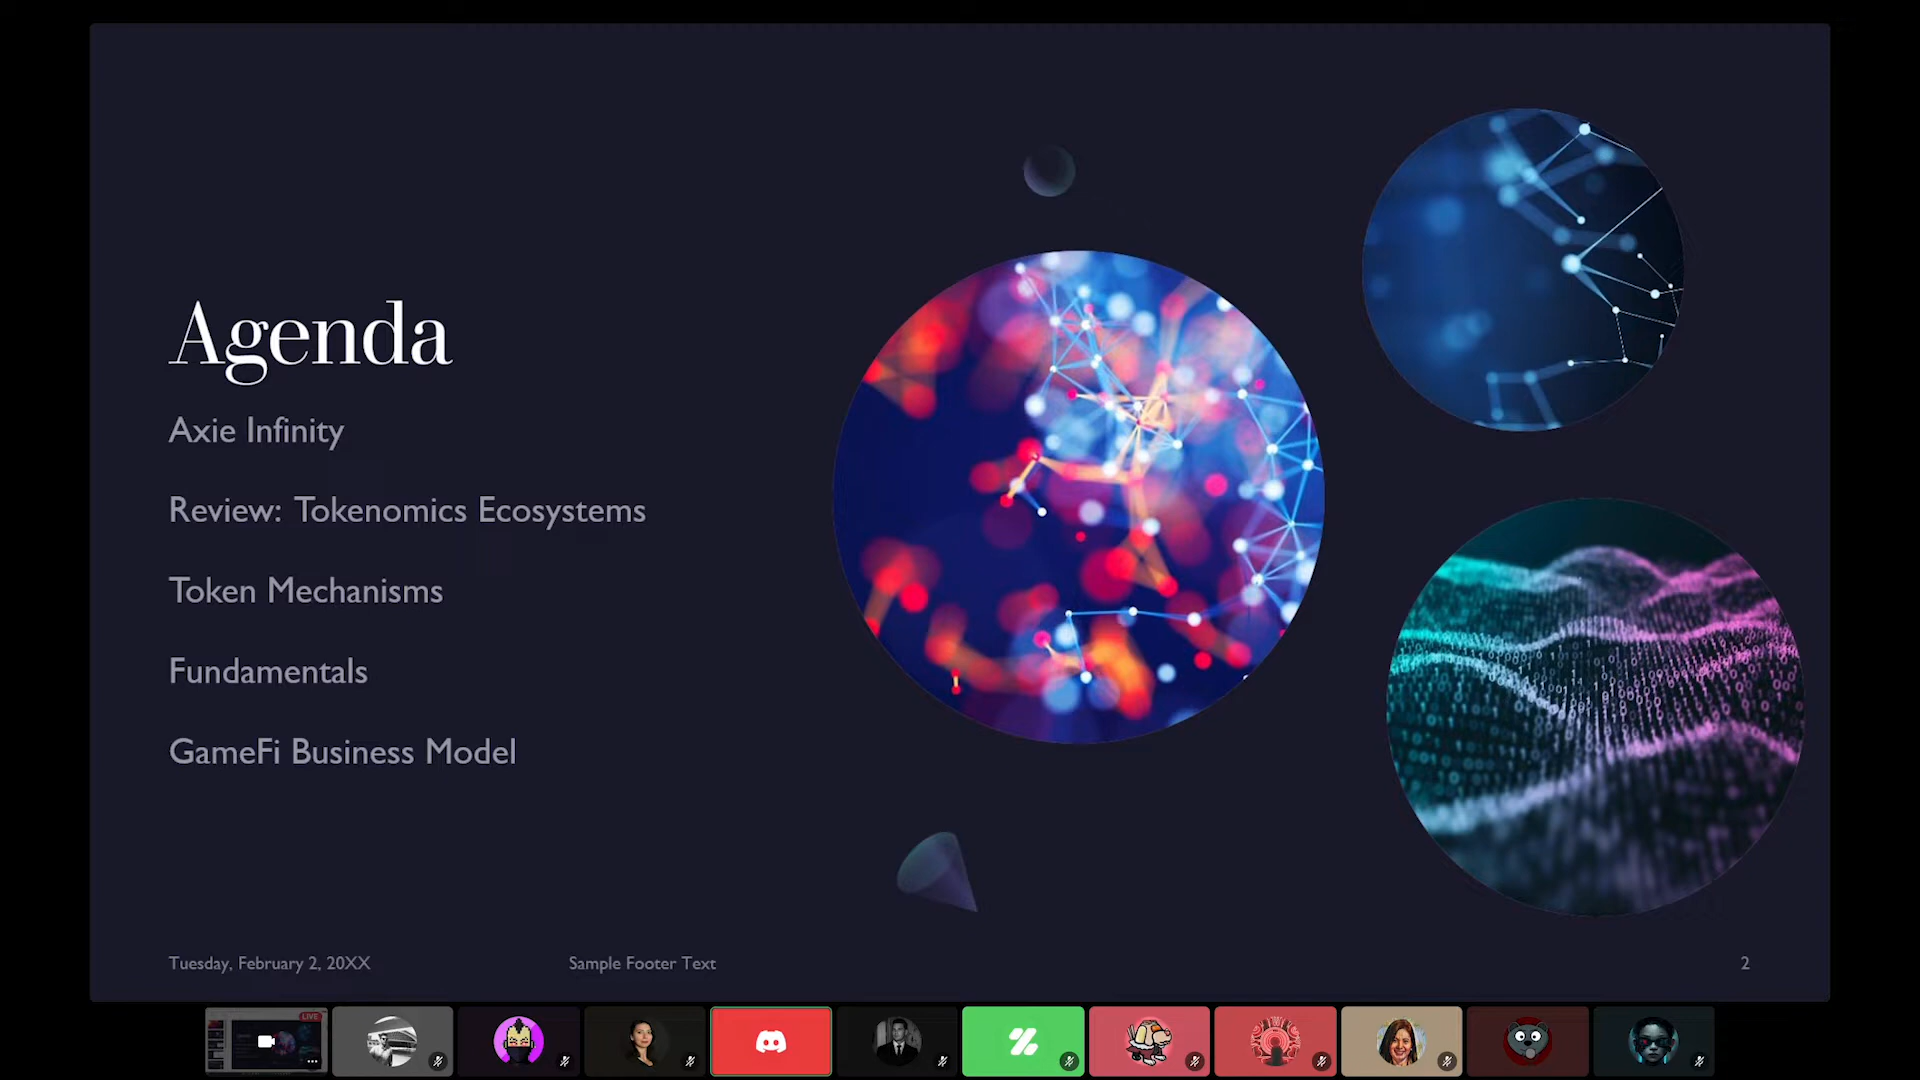 Agenda
Axie Infinity
Review: Tokenomics Ecosystems
Token Mechanisms
Fundamentals
GameFi Business Model
Tuesday, February 2, 20XX
Sample Footer Text
2
LIVE